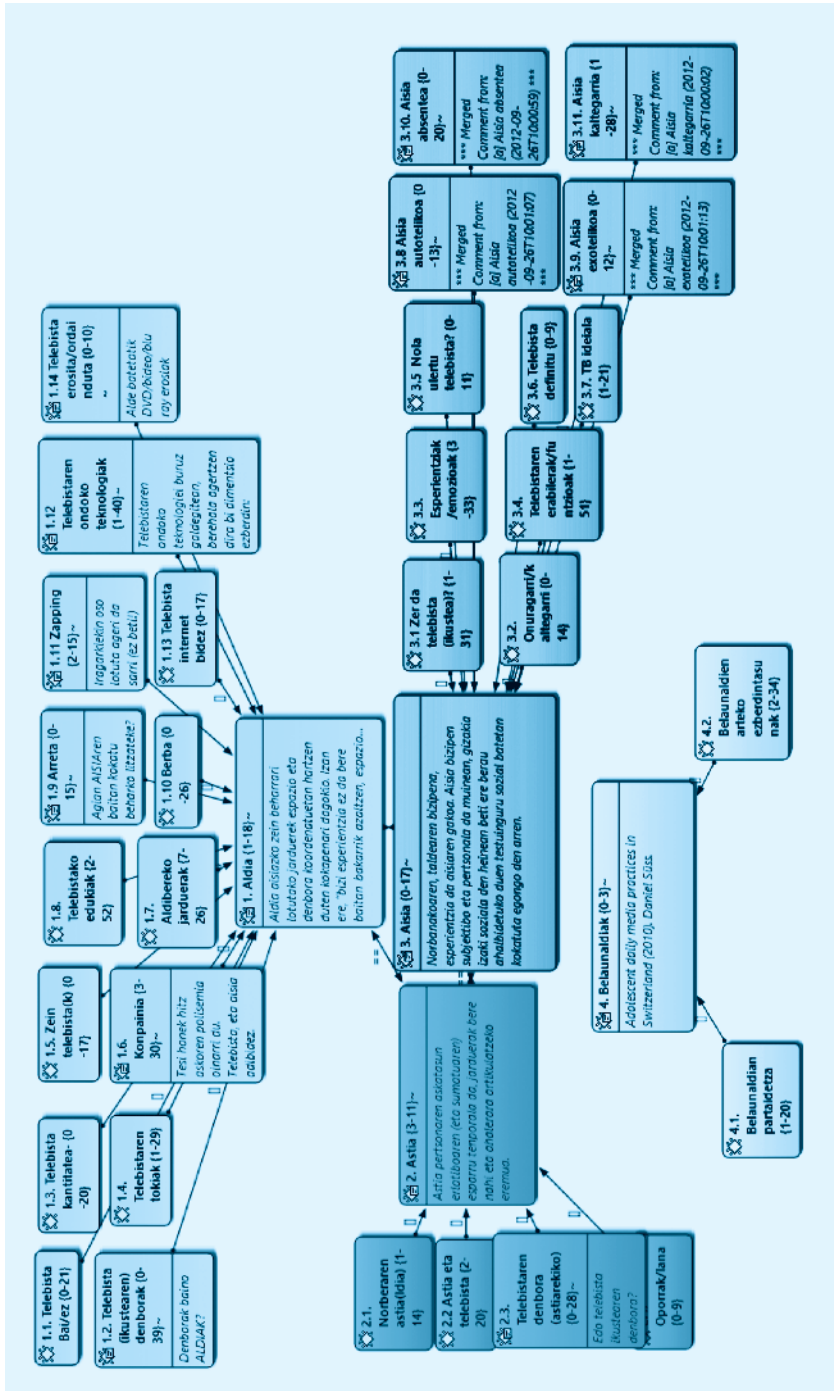 1.1. Telebista
Bai/ez {0-21}
1.2. Telebista
(ikustearen)
denborak {0-
39}~
Denborak baino
ALDIAK?
1.3. Telebista
kantitatea- {0
-20}
1.4.
Telebistaren
tokiak {1-29}
1.5. Zein
telebista(k) {0
-17}
1.6.
Konpainia {3-
30}~
Tesi honek hitz
askoren polisemia
oinarri du.
Telebista, eta aisia
adibidez.
1.8.
Telebistako
edukiak {2-
52}
1.7.
Aldibereko
jarduerak {7-
26}
1.9 Arreta {0-
15}~
Agian AISIAren
baitan kokatu
beharko litzateke?
1.10 Berba {0
-26}
1.11 Zapping
{2-15}~
Iragarkiekin oso
lotuta ageri da
sarri (ez beti!)
1.13 Telebista
internet
bidez {0-17}
1.12
Telebistaren
ondoko
teknologiak
{1-40}~
Telebistaren
ondoko
teknologiei buruz
galdegitean,
berehala agertzen
dira bi dimentsio
ezberdin:
1.14 Telebista
erosita/ordai
nduta {0-10}
~
Alde batetatik
DVD/bideo/blu
ray erosiak
1. Aldia {1-18}~
Aldia aisiazko zein beharrari
lotutako jarduerek espazio eta
denbora koordenatuetan hartzen
duten kokapenari dagokio. Izan
ere, "bizi esperientzia ez da bere
baitan bakarrik azaltzen, espazio...
2.1.
Norberaren
astia(ldia) {1-
14}
2.2 Astia eta
telebista {2-
20}
2.3.
Telebistaren
denbora
(astiarekiko)
{0-28}~
Edo telebista
ikustearen
denbora?
Oporrak/lana
{0-9}
2. Astia {3-11}~
Astia pertsonaren askatasun
erlatiboaren (eta sumatuaren)
esparru tenporala da, jarduerak bere
nahi eta ahalerara artikulatzeko
eremua.
3. Aisia {0-17}~
Norbanakoaren, taldearen bizipena,
esperientzia da aisiaren gakoa. Aisia bizipen
subjektibo eta pertsonala da muinean, gizakia
izaki soziala den heinean beti ere berau
ahalbidetuko duen testuinguru sozial batetan
kokatuta egongo den arren.
3.1 Zer da
telebista
(ikustea)? {1-
31}
3.2.
Onuragarri/k
altegarri {0-
14}
3.3.
Esperientziak
/emozioak {3
-33}
3.4.
Telebistaren
erabilerak/fu
ntzioak {1-
51}
3.5 Nola
ulertu
telebista? {0-
11}
3.6. Telebista
definitu {0-9}
3.7. TB ideiala
{1-21}
3.8 Aisia
autotelikoa {0
-13}~
*** Merged
Comment from:
[a] Aisia
autotelikoa (2012
-09-26T10:01:07)
***
3.9. Aisia
exotelikoa {0-
12}~
*** Merged
Comment from:
[a] Aisia
exotelikoa (2012-
09-26T10:01:13)
***
3.10. Aisia
absentea {0-
20}~
*** Merged
Comment from:
[a] Aisia absentea
(2012-09-
26T10:00:59) ***
3.11. Aisia
kaltegarria {1
-28}~
*** Merged
Comment from:
[a] Aisia
kaltegarria (2012-
09-26T10:00:02)
***
4. Belaunaldiak {0-3}~
Adolescent daily media practices in
Switzerland (2010). Daniel Süss.
4.1.
Belaunaldian
partaidetza
{1-20}
4.2.
Belaunaldien
arteko
ezberdintasu
nak {2-34}